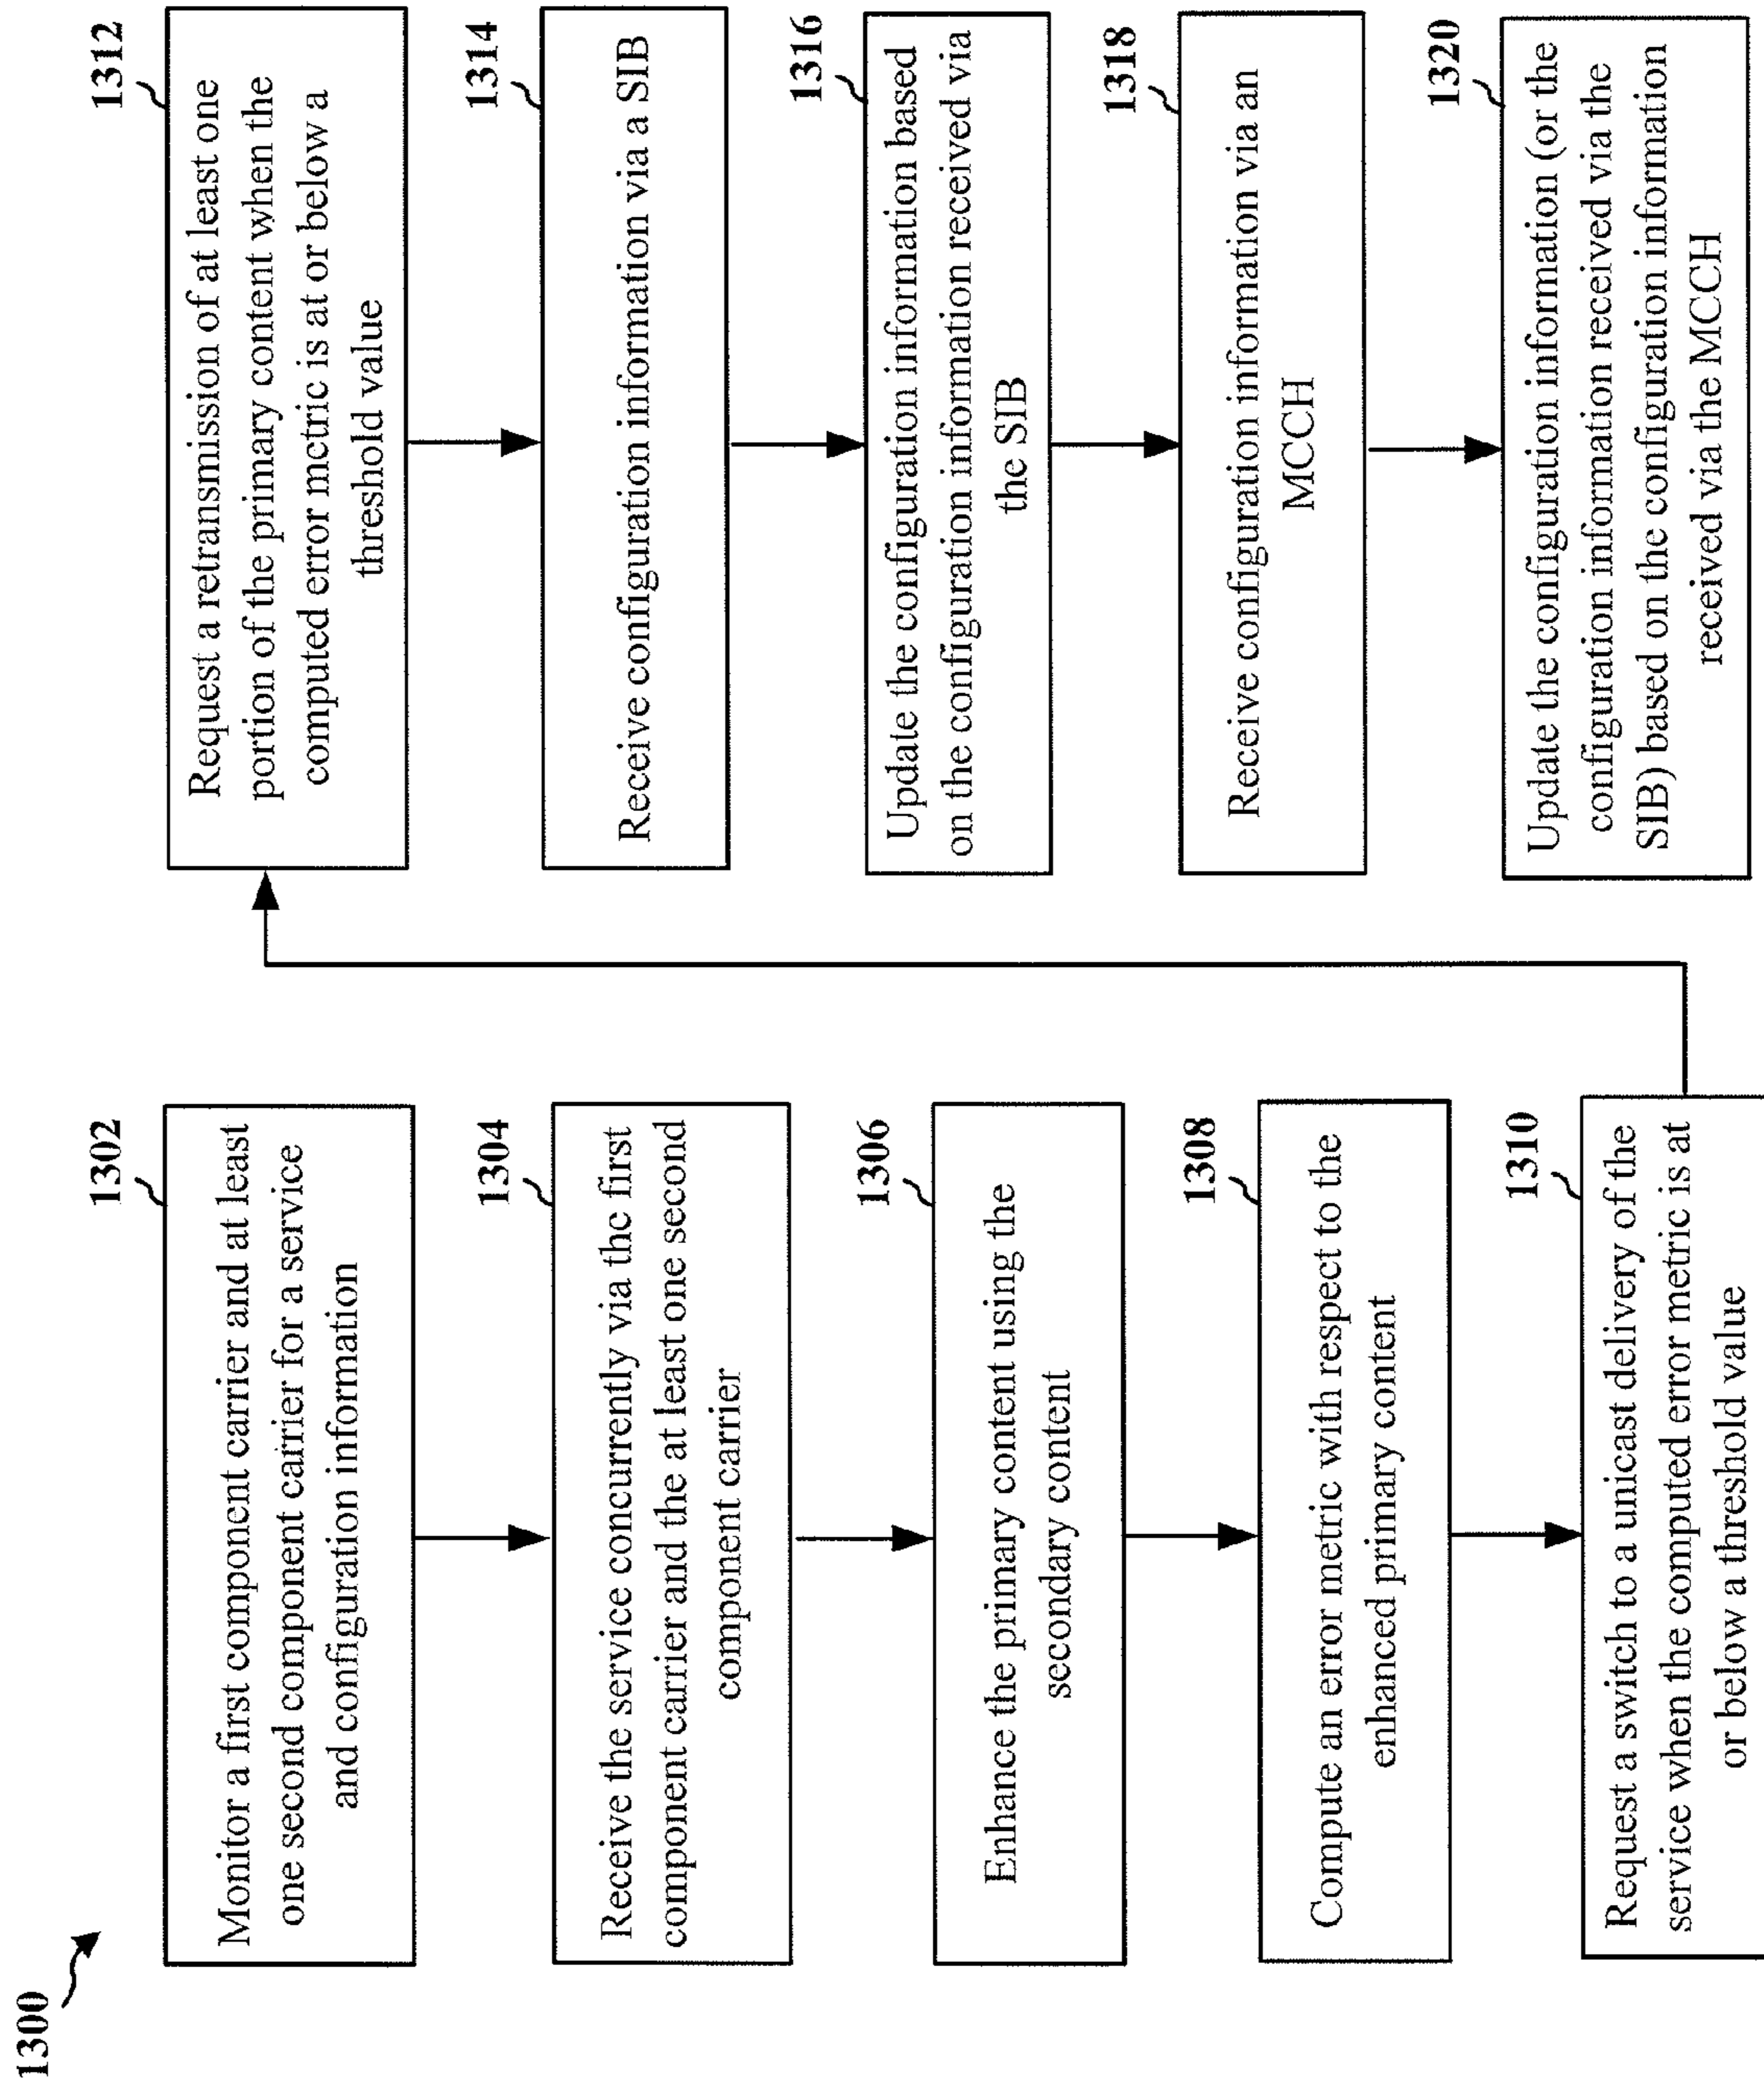 1300
1302
Monitor a first component carrier and at least
one second component carrier for a service
and configuration information
1304
Receive the service concurrently via the first
component carrier and the at least one second
component carrier
1306
Enhance the primary content using the
secondary content
1308
Compute an error metric with respect to the
enhanced primary content
1310
Request a switch to a unicast delivery of the
service when the computed error metric is at
or below a threshold value
1312
Request a retransmission of at least one
portion of the primary content when the
computed error metric is at or below a
threshold value
1314
Receive configuration information via a SIB
1316
Update the configuration information based
on the configuration information received via
the SIB
1318
Receive configuration information via an
MCCH
1320
Update the configuration information (or the
configuration information received via the
SIB) based on the configuration information
received via the MCCH